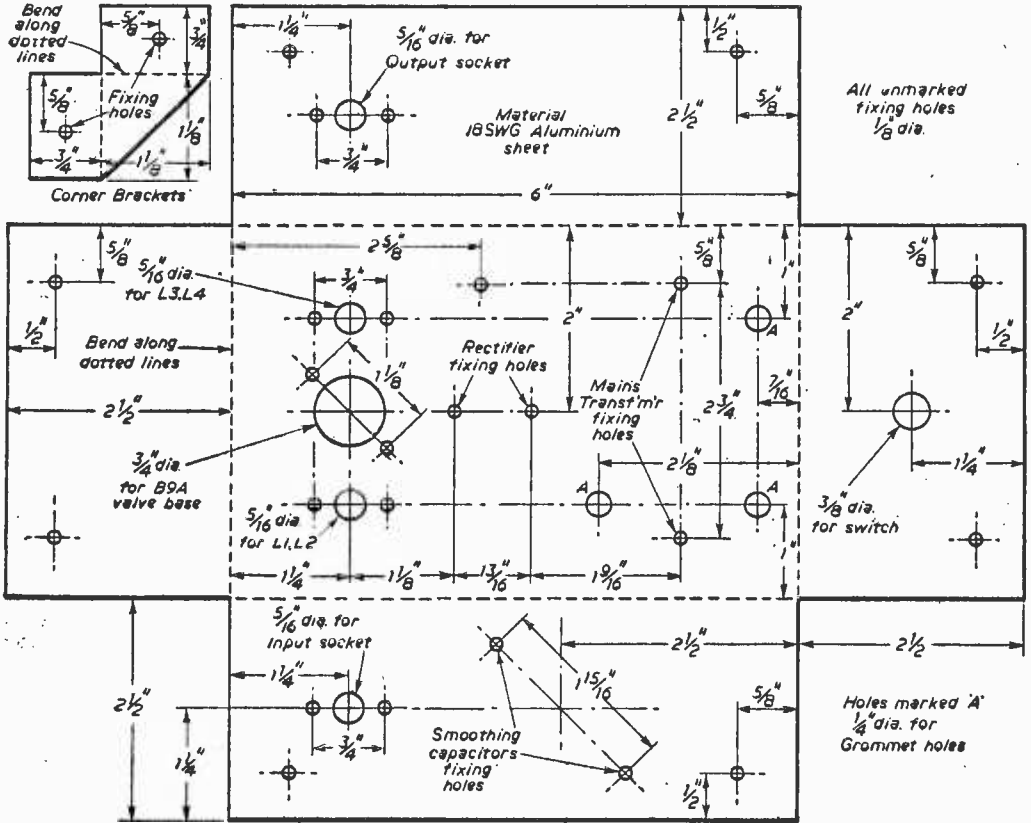 Bend
along
dotted
lines
5/8"
3/4"
5/8"
Fixing
holes
1 1/8"
3/4"
1 1/8"
Corner Brackets
1 1/4"
5/16" dia. for
Output socket
3/4"
Material
18SWG Aluminium
sheet
2 1/2"
1/2"
5/8"
6"
All unmarked
fixing holes
1/8" dia.
5/8"
5/16" dia.
for L3,L4
1/2"
Bend along
dotted lines
2 1/2"
3/4" dia.
for B9A
valve base
5/16" dia.
for L1,L2
2 5/8"
3/4"
1 1/8"
Rectifier
fixing holes
2"
5/8"
1"
A
Mains
Transf'm'r
fixing
holes
2 3/4"
7/16"
2 1/8"
A
A
1"
1 1/4"
1 1/8"
13/16"
1 9/16"
5/8"
2"
1/2"
1 1/4"
3/8" dia.
for switch
2 1/2"
5/16" dia. for
Input socket
1 1/4"
3/4"
2 1/2"
1 1/4"
1 15/16"
2 1/2"
Smoothing
capacitors
fixing
holes
5/8"
1/2"
Holes marked 'A'
1/4" dia. for
Grommet holes